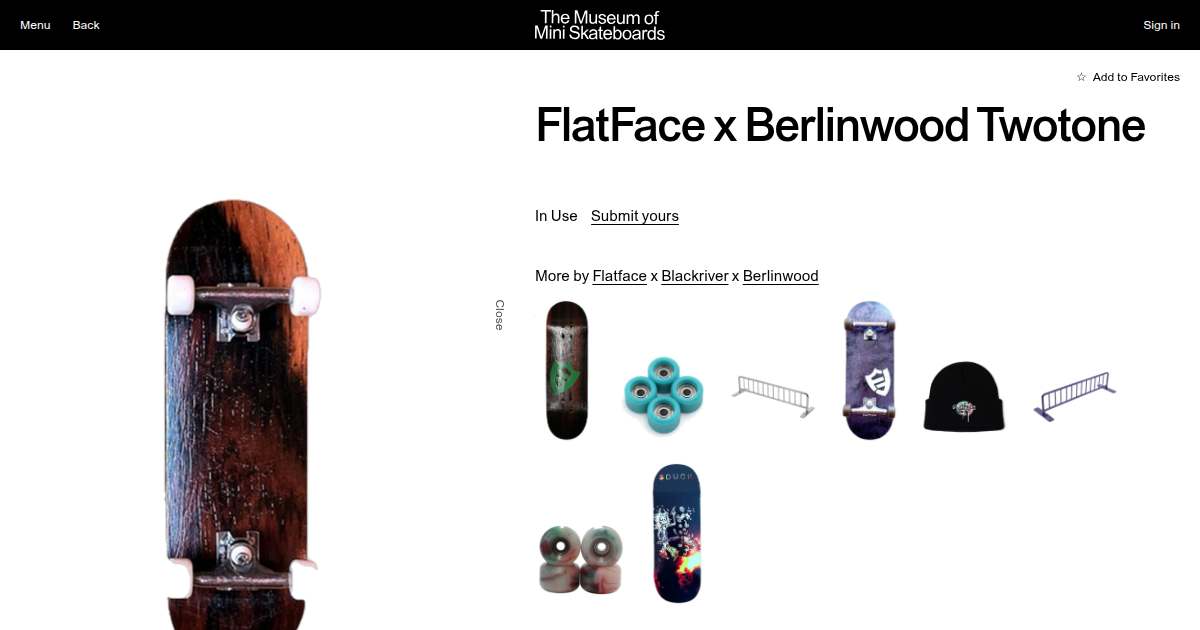 Menu
Back
The Museum of
Mini Skateboards
Sign in
☆ Add to Favorites
FlatFace x Berlinwood Twotone
In Use Submit yours
More by Flatface x Blackriver x Berlinwood
Close